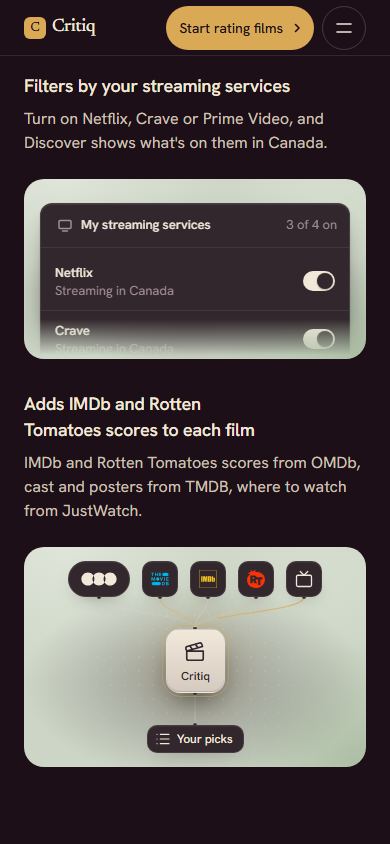 C Critiq
Start rating films
Filters by your streaming services
Turn on Netflix, Crave or Prime Video, and
Discover shows what's on them in Canada.
My streaming services 3 of 4 on
Netflix
Streaming in Canada
Crave
Streaming in Canada
Adds IMDb and Rotten
Tomatoes scores to each film
IMDb and Rotten Tomatoes scores from OMDb,
cast and posters from TMDB, where to watch
from JustWatch.
THE MOVIE DB IMDb RT
Critiq
Your picks